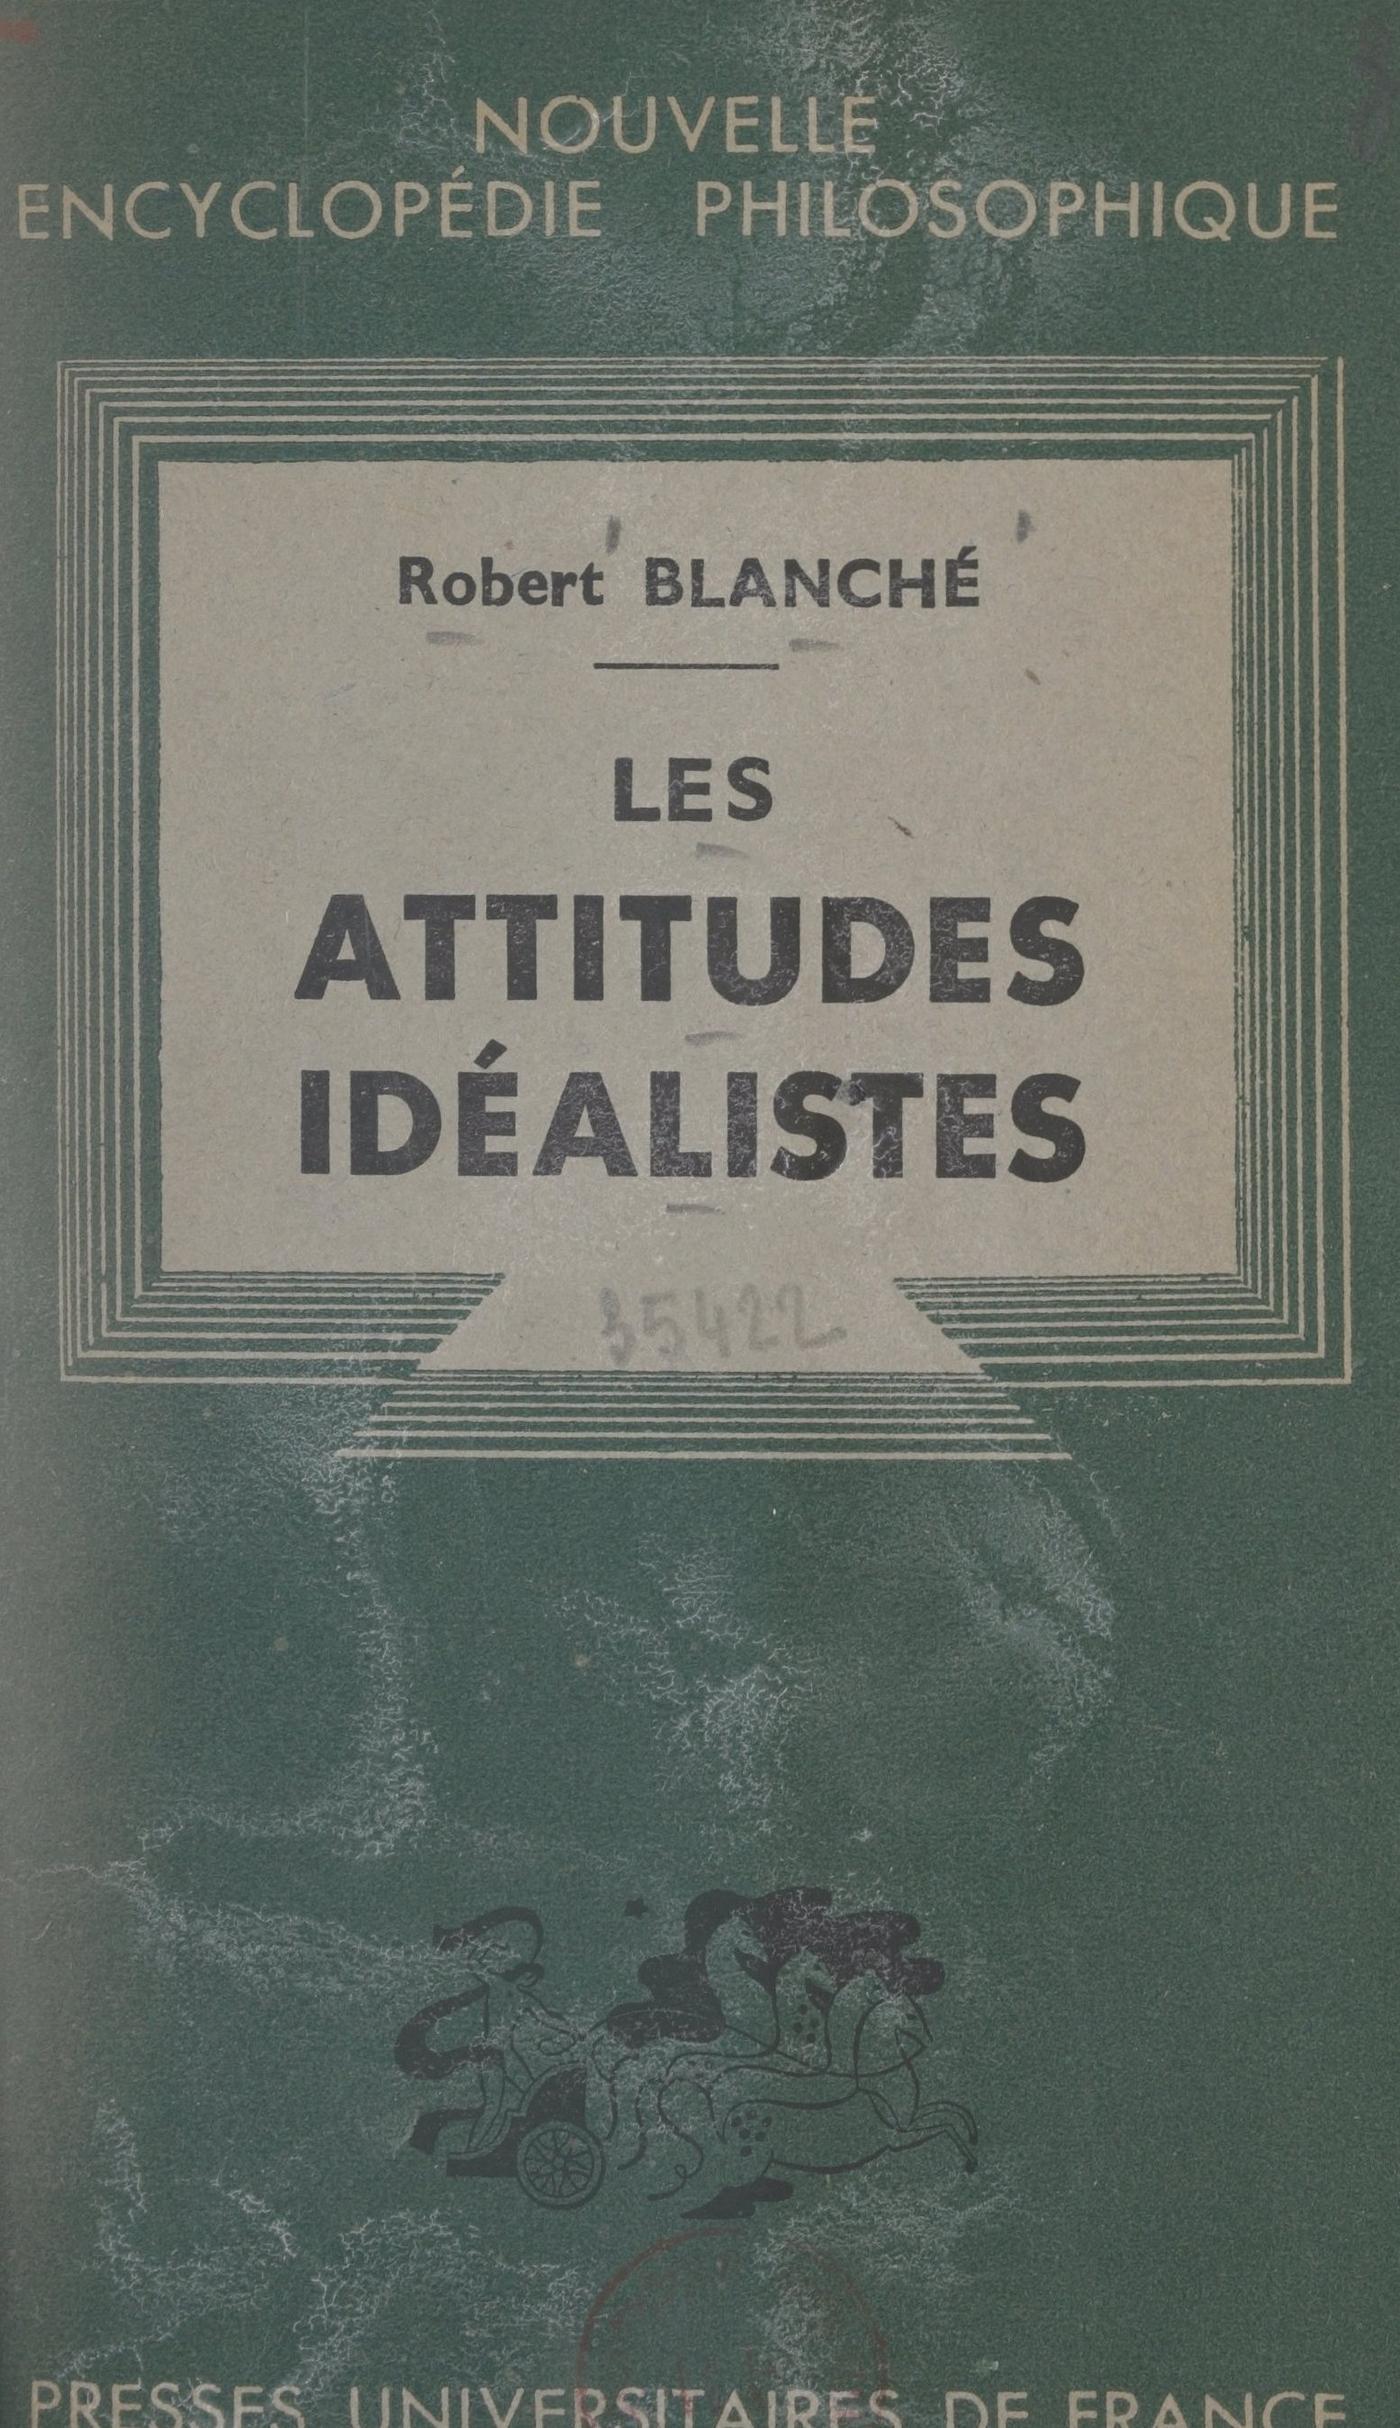 NOUVELLE
ENCYCLOPÉDIE PHILOSOPHIQUE
Robert BLANCHÉ
LES
ATTITUDES
IDÉALISTES
35422
PRESSES UNIVERSITAIRES DE FRANCE